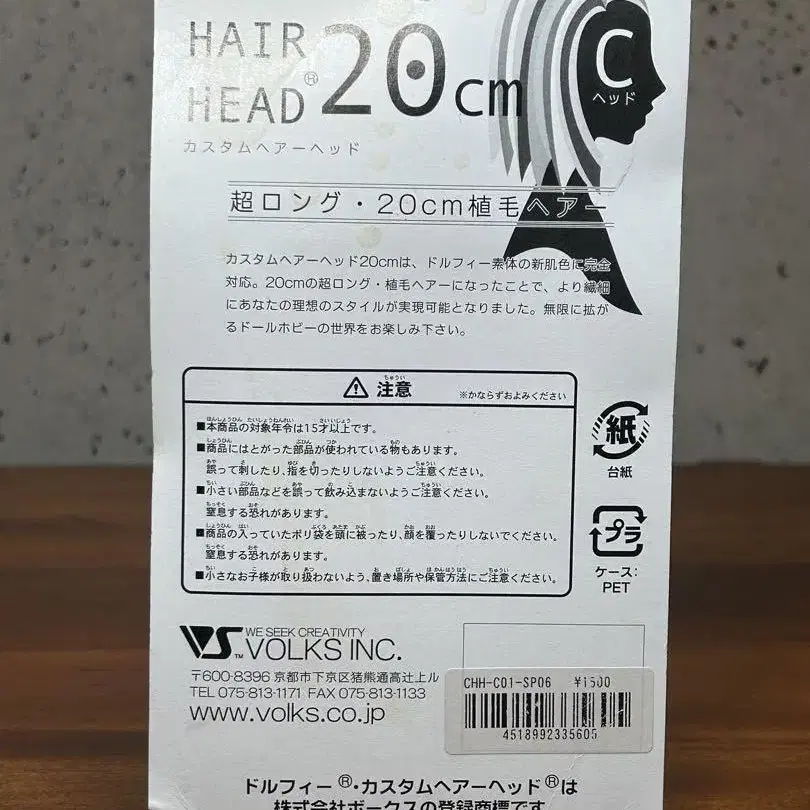 HAIR
HEAD® 20cm
カスタムヘアーヘッド
C
ヘッド
超ロング・20cm植毛ヘアー
カスタムヘアーヘッド20cmは、ドルフィー素体の新肌色に完全
対応。20cmの超ロング・植毛ヘアーになったことで、より繊細
にあなたの理想のスタイルが実現可能となりました。無限に拡が
るドールホビーの世界をお楽しみ下さい。
注意 ※かならずおよみください
■本商品の対象年令は15才以上です。
■商品にはとがった部品が使われている物もあります。
誤って刺したり、指を切ったりしないようご注意ください。
■小さい部品などを誤って飲み込まないようご注意ください。
窒息する恐れがあります。
■商品の入っていたポリ袋を頭に被ったり、顔を覆ったりしないでください。
窒息する恐れがあります。
■小さなお子様が取り扱わないよう、置き場所や保管方法にご注意ください。
紙
台紙
プラ
ケース:
PET
VS™ WE SEEK CREATIVITY
VOLKS INC.
〒600-8396 京都市下京区猪熊通高辻上ル
TEL 075-813-1171 FAX 075-813-1133
www.volks.co.jp
CHH-C01-SP06 ¥1500
4518992335605
ドルフィー®・カスタムヘアーヘッド®は
株式会社ボークスの登録商標です